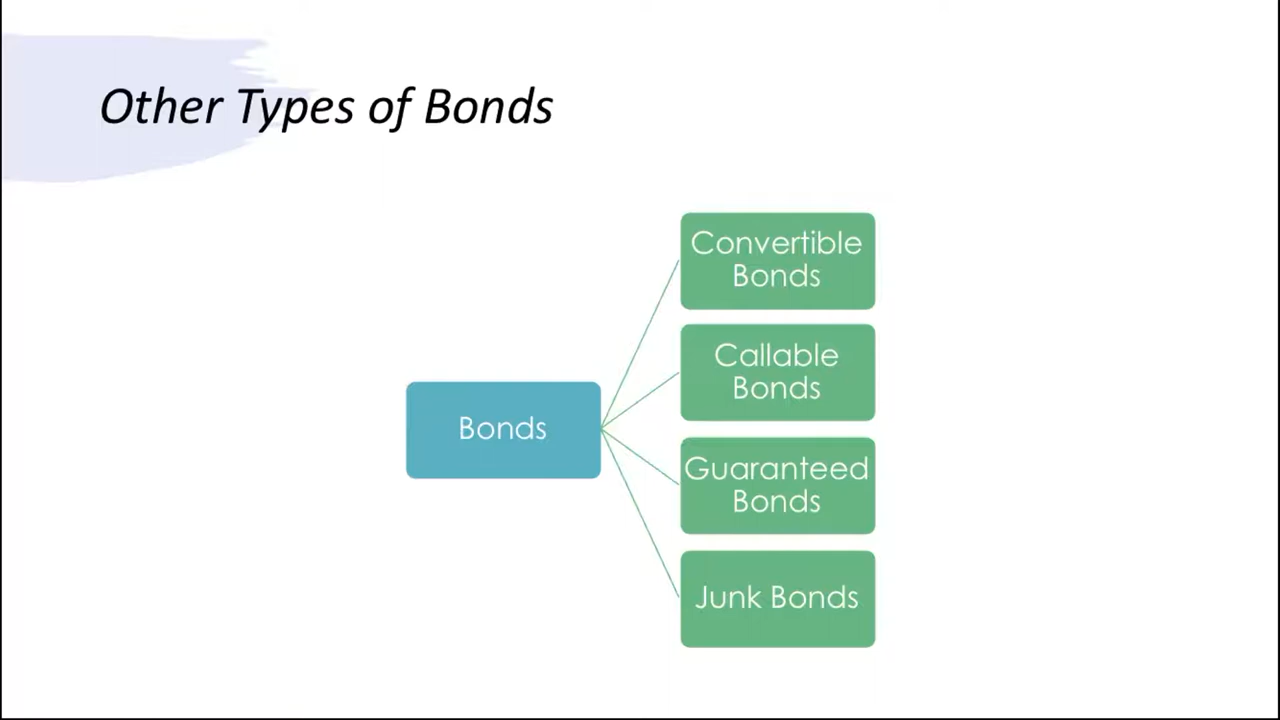 Other Types of Bonds
Convertible
Bonds
Callable
Bonds
Bonds
Guaranteed
Bonds
Junk Bonds